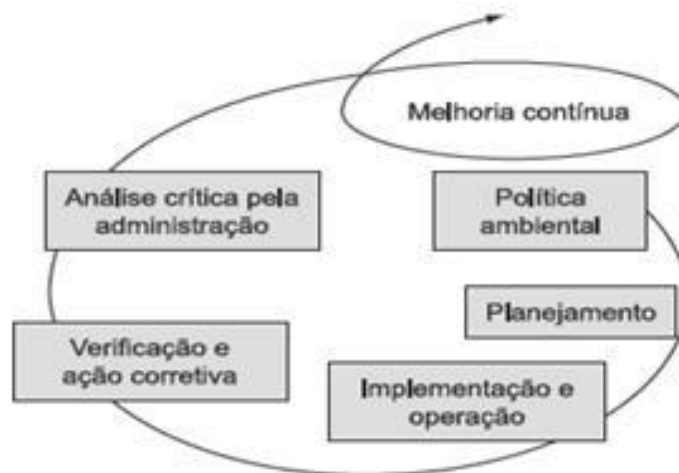 Melhoria contínua
Análise crítica pela
administração
Política
ambiental
Planejamento
Verificação e
ação corretiva
Implementação e
operação